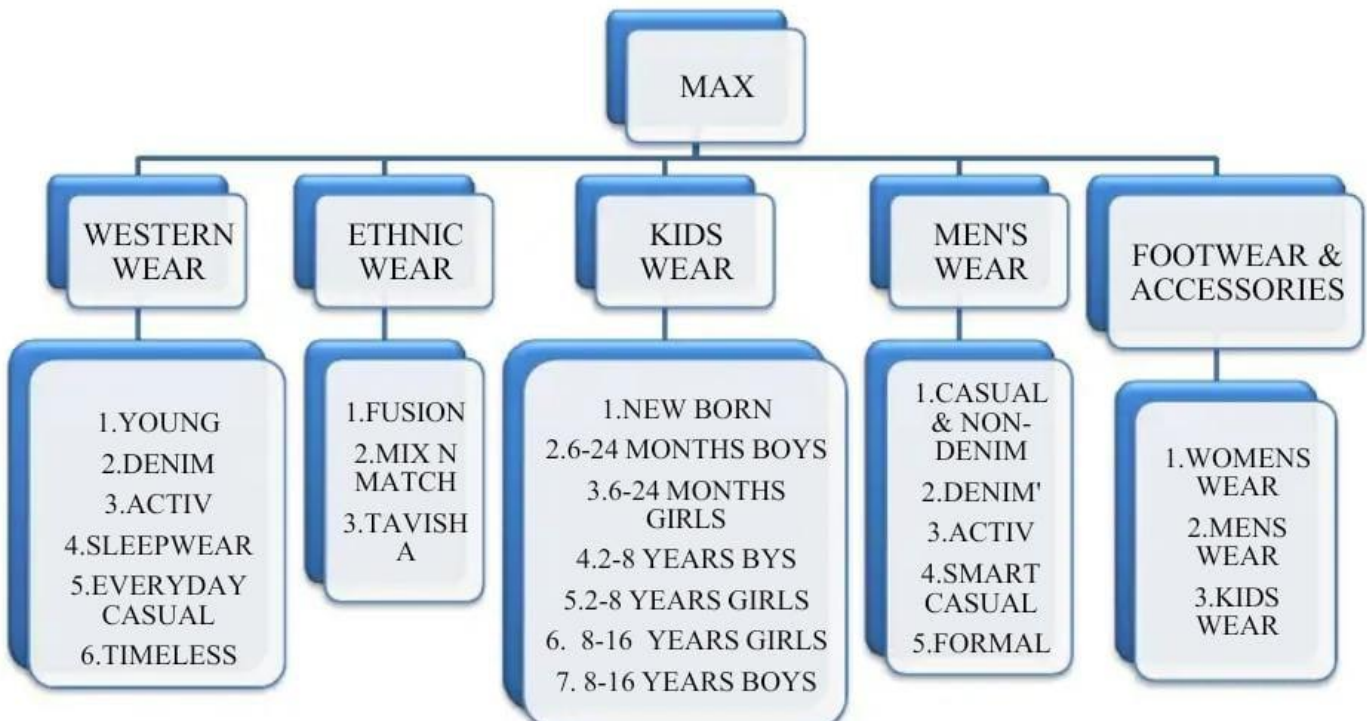 MAX
WESTERN
WEAR
ETHNIC
WEAR
KIDS
WEAR
MEN'S
WEAR
FOOTWEAR &
ACCESSORIES
1.YOUNG
2.DENIM
3.ACTIV
4.SLEEPWEAR
5.EVERYDAY
CASUAL
6.TIMELESS
1.FUSION
2.MIX N
MATCH
3.TAVISH
A
1.NEW BORN
2.6-24 MONTHS BOYS
3.6-24 MONTHS
GIRLS
4.2-8 YEARS BYS
5.2-8 YEARS GIRLS
6. 8-16 YEARS GIRLS
7. 8-16 YEARS BOYS
1.CASUAL
& NON-
DENIM
2.DENIM'
3.ACTIV
4.SMART
CASUAL
5.FORMAL
1.WOMENS
WEAR
2.MENS
WEAR
3.KIDS
WEAR